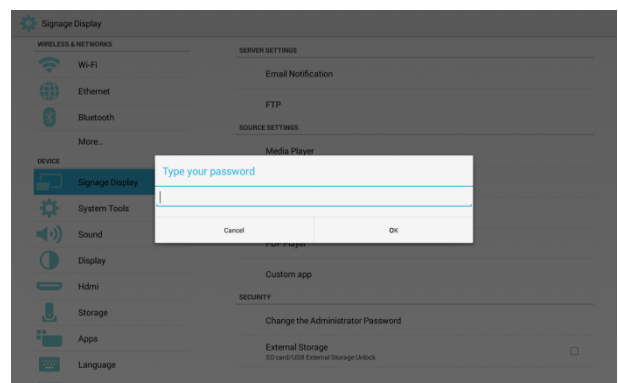 Signage Display
WIRELESS & NETWORKS
Wi-Fi
Ethernet
Bluetooth
More...
DEVICE
Signage Display
System Tools
Sound
Display
Hdmi
Storage
Apps
Language
SERVER SETTINGS
Email Notification
FTP
SOURCE SETTINGS
Media Player
Type your password
Cancel
OK
PDF Player
Custom app
SECURITY
Change the Administrator Password
External Storage
SD card/USB External Storage Unlock